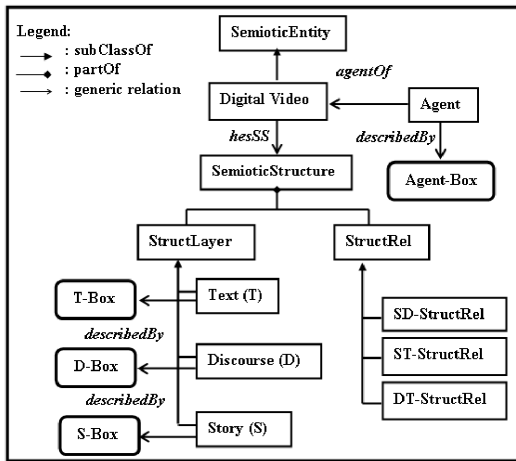 Legend:
: subClassOf
: partOf
: generic relation
SemioticEntity
agentOf
Digital Video
Agent
hesSS
describedBy
SemioticStructure
Agent-Box
StructLayer
StructRel
T-Box
Text (T)
describedBy
SD-StructRel
D-Box
Discourse (D)
ST-StructRel
describedBy
DT-StructRel
S-Box
Story (S)